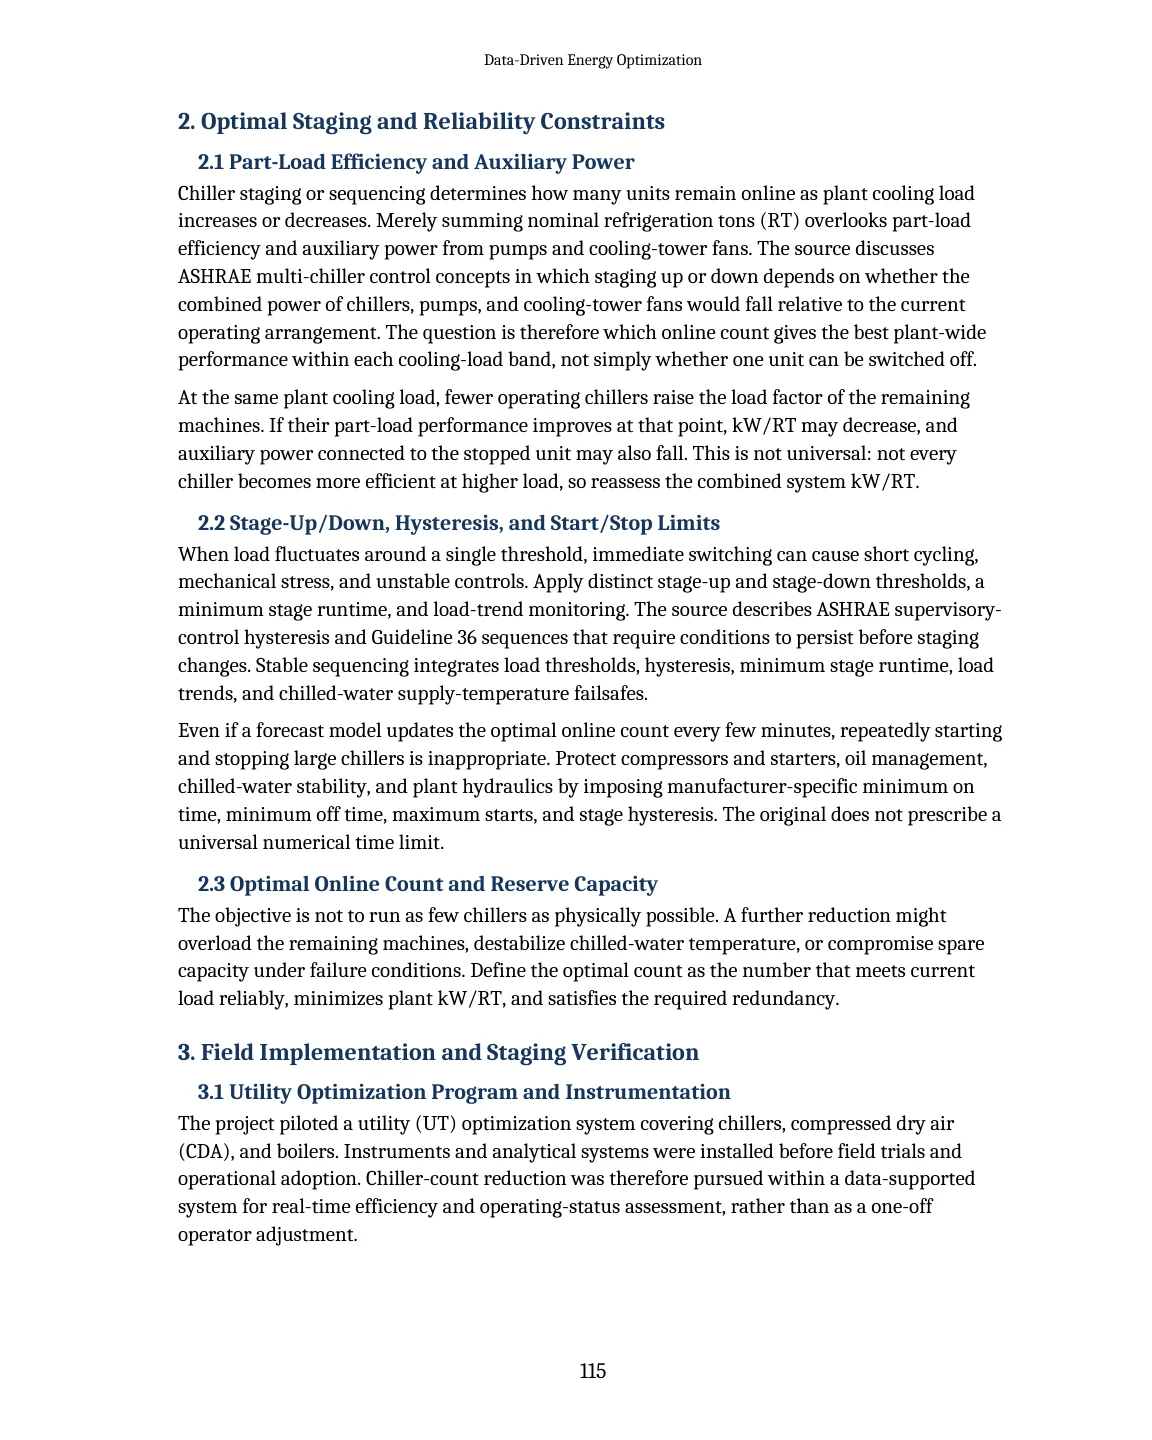 Data-Driven Energy Optimization
2. Optimal Staging and Reliability Constraints
2.1 Part-Load Efficiency and Auxiliary Power
Chiller staging or sequencing determines how many units remain online as plant cooling load
increases or decreases. Merely summing nominal refrigeration tons (RT) overlooks part-load
efficiency and auxiliary power from pumps and cooling-tower fans. The source discusses
ASHRAE multi-chiller control concepts in which staging up or down depends on whether the
combined power of chillers, pumps, and cooling-tower fans would fall relative to the current
operating arrangement. The question is therefore which online count gives the best plant-wide
performance within each cooling-load band, not simply whether one unit can be switched off.
At the same plant cooling load, fewer operating chillers raise the load factor of the remaining
machines. If their part-load performance improves at that point, kW/RT may decrease, and
auxiliary power connected to the stopped unit may also fall. This is not universal: not every
chiller becomes more efficient at higher load, so reassess the combined system kW/RT.
2.2 Stage-Up/Down, Hysteresis, and Start/Stop Limits
When load fluctuates around a single threshold, immediate switching can cause short cycling,
mechanical stress, and unstable controls. Apply distinct stage-up and stage-down thresholds, a
minimum stage runtime, and load-trend monitoring. The source describes ASHRAE supervisory-
control hysteresis and Guideline 36 sequences that require conditions to persist before staging
changes. Stable sequencing integrates load thresholds, hysteresis, minimum stage runtime, load
trends, and chilled-water supply-temperature failsafes.
Even if a forecast model updates the optimal online count every few minutes, repeatedly starting
and stopping large chillers is inappropriate. Protect compressors and starters, oil management,
chilled-water stability, and plant hydraulics by imposing manufacturer-specific minimum on
time, minimum off time, maximum starts, and stage hysteresis. The original does not prescribe a
universal numerical time limit.
2.3 Optimal Online Count and Reserve Capacity
The objective is not to run as few chillers as physically possible. A further reduction might
overload the remaining machines, destabilize chilled-water temperature, or compromise spare
capacity under failure conditions. Define the optimal count as the number that meets current
load reliably, minimizes plant kW/RT, and satisfies the required redundancy.
3. Field Implementation and Staging Verification
3.1 Utility Optimization Program and Instrumentation
The project piloted a utility (UT) optimization system covering chillers, compressed dry air
(CDA), and boilers. Instruments and analytical systems were installed before field trials and
operational adoption. Chiller-count reduction was therefore pursued within a data-supported
system for real-time efficiency and operating-status assessment, rather than as a one-off
operator adjustment.
115